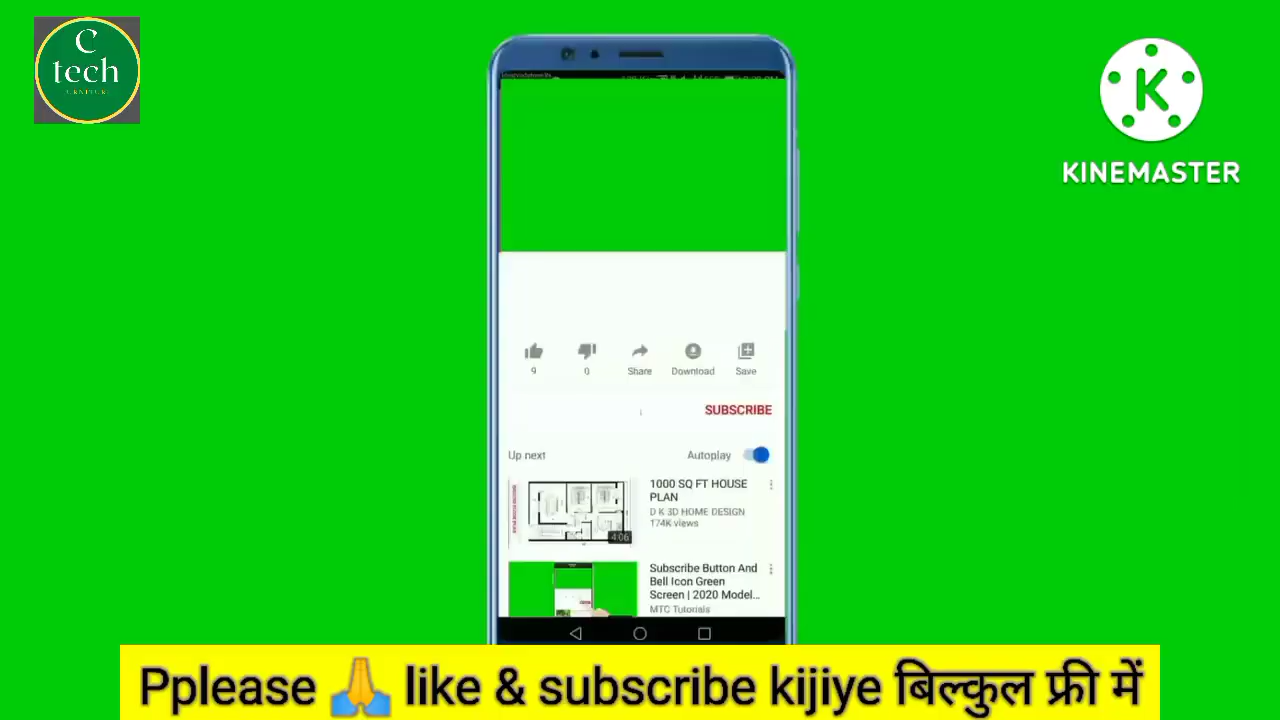 C
tech
KINEMASTER
9
0
Share
Download
Save
SUBSCRIBE
Up next
Autoplay
1000 SQ FT HOUSE
PLAN
D K 3D HOME DESIGN
174K views
4:06
Subscribe Button And
Bell Icon Green
Screen | 2020 Model...
MTC Tutorials
Pplease 🙏 like & subscribe kijiye बिल्कुल फ्री में